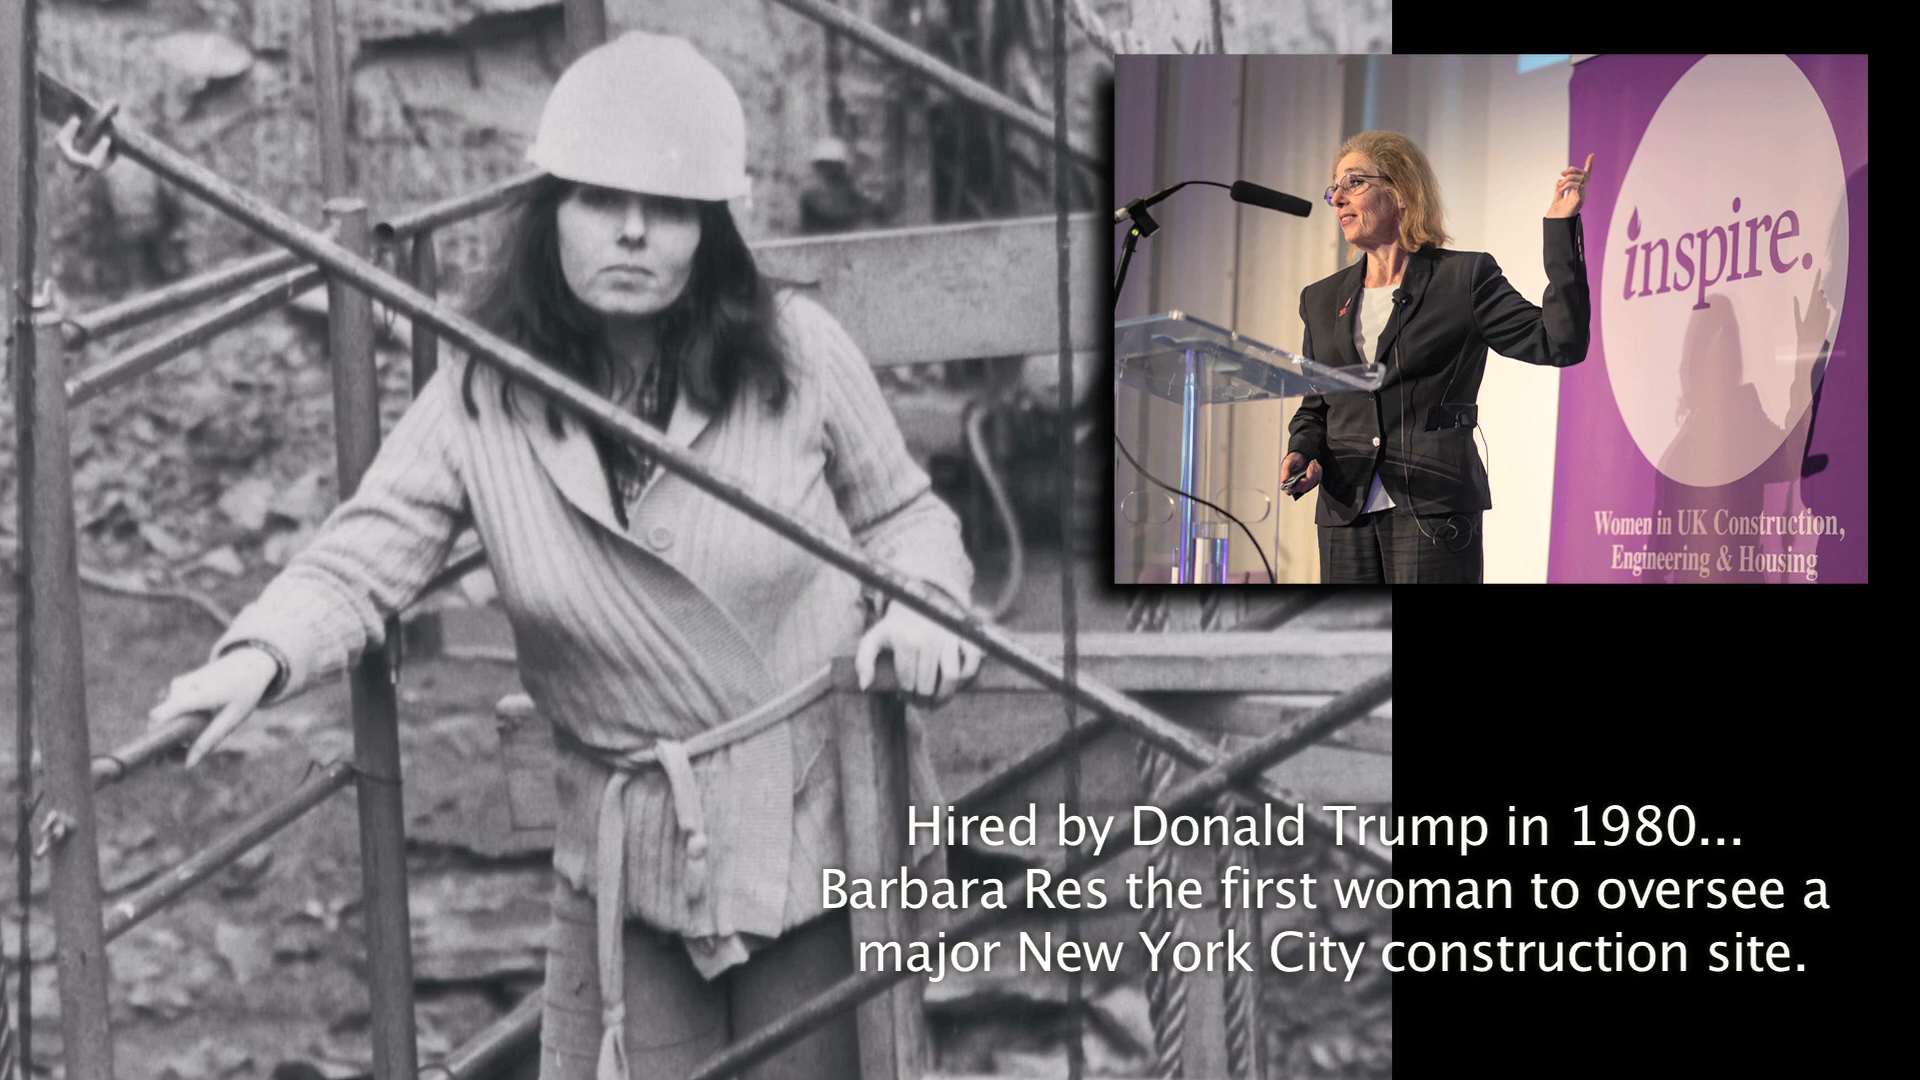 inspire.
Women in UK Construction,
Engineering & Housing
Hired by Donald Trump in 1980...
Barbara Res the first woman to oversee a
major New York City construction site.